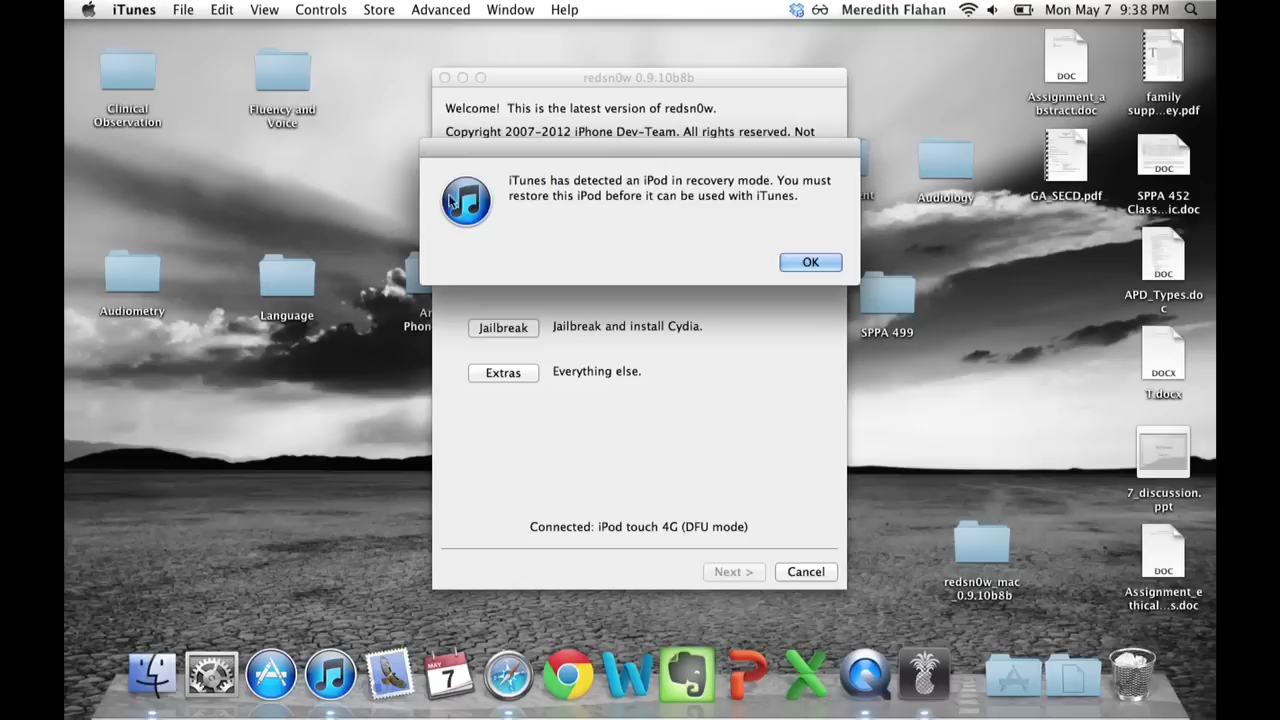 iTunes File Edit View Controls Store Advanced Window Help Meredith Flahan Mon May 7 9:38 PM
redsn0w 0.9.10b8b
Welcome! This is the latest version of redsn0w.
Copyright 2007-2012 iPhone Dev-Team. All rights reserved. Not
iTunes has detected an iPod in recovery mode. You must
restore this iPod before it can be used with iTunes.
OK
Jailbreak Jailbreak and install Cydia.
Extras Everything else.
Connected: iPod touch 4G (DFU mode)
Next > Cancel
Clinical
Observation
Fluency and
Voice
Audiometry
Language
Phon
Audiology
SPPA 499
redsn0w_mac
_0.9.10b8b
DOC
Assignment_a
bstract.doc
family
supp...ey.pdf
GA_SECD.pdf
DOC
SPPA 452
Class...ic.doc
DOC
APD_Types.do
c
DOCX
T.docx
7_discussion.
ppt
DOC
Assignment_e
thical...s.doc
MAY
7